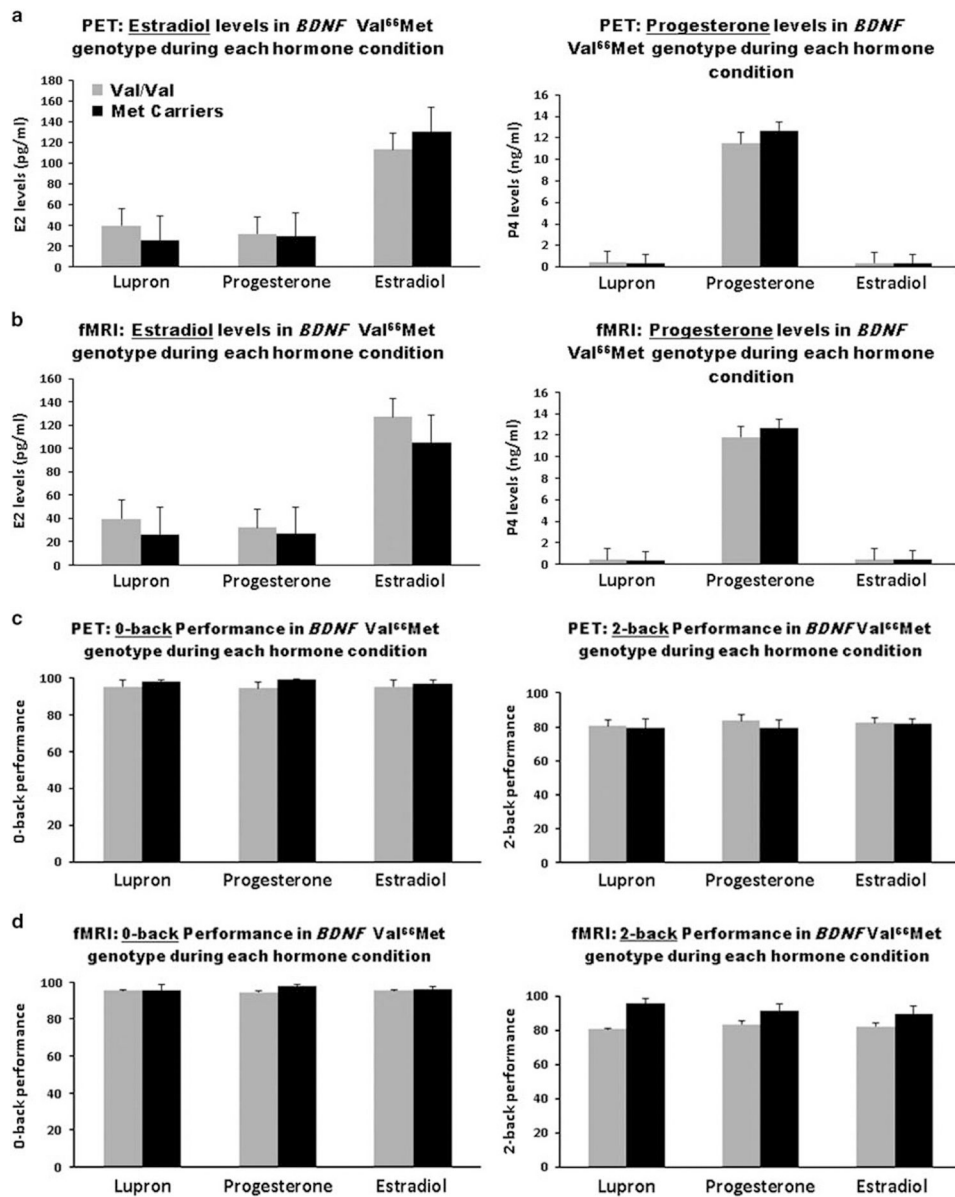 a
PET: Estradiol levels in BDNF Val⁶⁶Met
genotype during each hormone condition
E2 levels (pg/ml)
180
160
140
120
100
80
60
40
20
0
Val/Val
Met Carriers
Lupron Progesterone Estradiol
PET: Progesterone levels in BDNF
Val⁶⁶Met genotype during each hormone
condition
P4 levels (ng/ml)
16
14
12
10
8
6
4
2
0
Lupron Progesterone Estradiol
b
fMRI: Estradiol levels in BDNF Val⁶⁶Met
genotype during each hormone condition
E2 levels (pg/ml)
160
140
120
100
80
60
40
20
0
Lupron Progesterone Estradiol
fMRI: Progesterone levels in BDNF
Val⁶⁶Met genotype during each hormone
condition
P4 levels (ng/ml)
16
14
12
10
8
6
4
2
0
Lupron Progesterone Estradiol
c
PET: 0-back Performance in BDNF Val⁶⁶Met
genotype during each hormone condition
0-back performance
100
80
60
40
20
0
Lupron Progesterone Estradiol
PET: 2-back Performance in BDNF Val⁶⁶Met
genotype during each hormone condition
2-back performance
100
80
60
40
20
0
Lupron Progesterone Estradiol
d
fMRI: 0-back Performance in BDNF Val⁶⁶Met
genotype during each hormone condition
0-back performance
100
80
60
40
20
0
Lupron Progesterone Estradiol
fMRI: 2-back Performance in BDNF Val⁶⁶Met
genotype during each hormone condition
2-back performance
100
80
60
40
20
0
Lupron Progesterone Estradiol